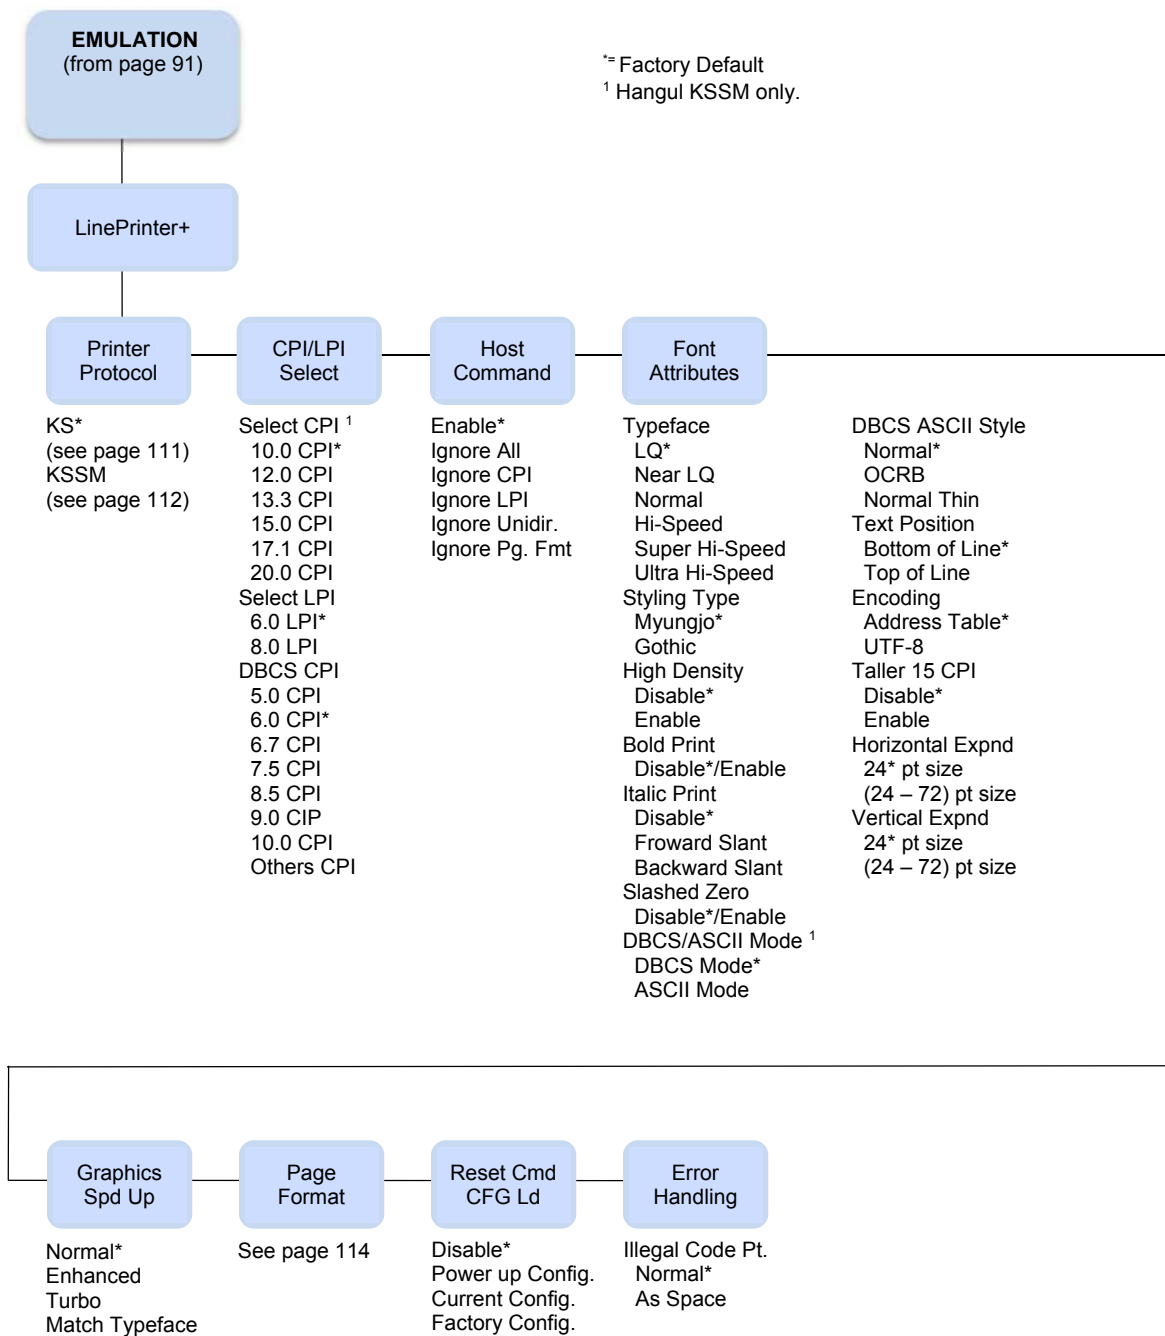 EMULATION
(from page 91)
*= Factory Default
1 Hangul KSSM only.
LinePrinter+
Printer
Protocol
KS*
(see page 111)
KSSM
(see page 112)
CPI/LPI
Select
Select CPI 1
10.0 CPI*
12.0 CPI
13.3 CPI
15.0 CPI
17.1 CPI
20.0 CPI
Select LPI
6.0 LPI*
8.0 LPI
DBCS CPI
5.0 CPI
6.0 CPI*
6.7 CPI
7.5 CPI
8.5 CPI
9.0 CIP
10.0 CPI
Others CPI
Host
Command
Enable*
Ignore All
Ignore CPI
Ignore LPI
Ignore Unidir.
Ignore Pg. Fmt
Font
Attributes
Typeface
LQ*
Near LQ
Normal
Hi-Speed
Super Hi-Speed
Ultra Hi-Speed
Styling Type
Myungjo*
Gothic
High Density
Disable*
Enable
Bold Print
Disable*/Enable
Italic Print
Disable*
Froward Slant
Backward Slant
Slashed Zero
Disable*/Enable
DBCS/ASCII Mode 1
DBCS Mode*
ASCII Mode
DBCS ASCII Style
Normal*
OCRB
Normal Thin
Text Position
Bottom of Line*
Top of Line
Encoding
Address Table*
UTF-8
Taller 15 CPI
Disable*
Enable
Horizontal Expnd
24* pt size
(24 – 72) pt size
Vertical Expnd
24* pt size
(24 – 72) pt size
Graphics
Spd Up
Normal*
Enhanced
Turbo
Match Typeface
Page
Format
See page 114
Reset Cmd
CFG Ld
Disable*
Power up Config.
Current Config.
Factory Config.
Error
Handling
Illegal Code Pt.
Normal*
As Space